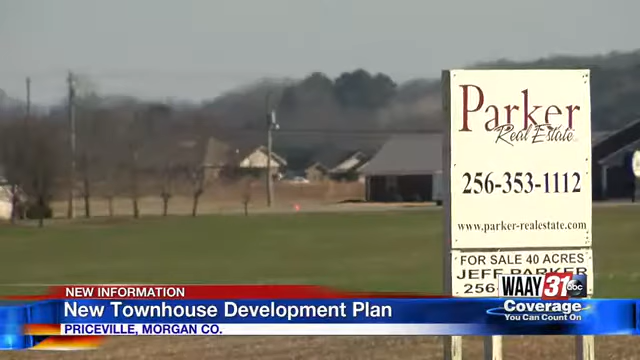 Parker
Real Estate
256-353-1112
www.parker-realestate.com
FOR SALE 40 ACRES
JEFF PARKER
256
WAAY 31 abc
Coverage
You Can Count On
NEW INFORMATION
New Townhouse Development Plan
PRICEVILLE, MORGAN CO.